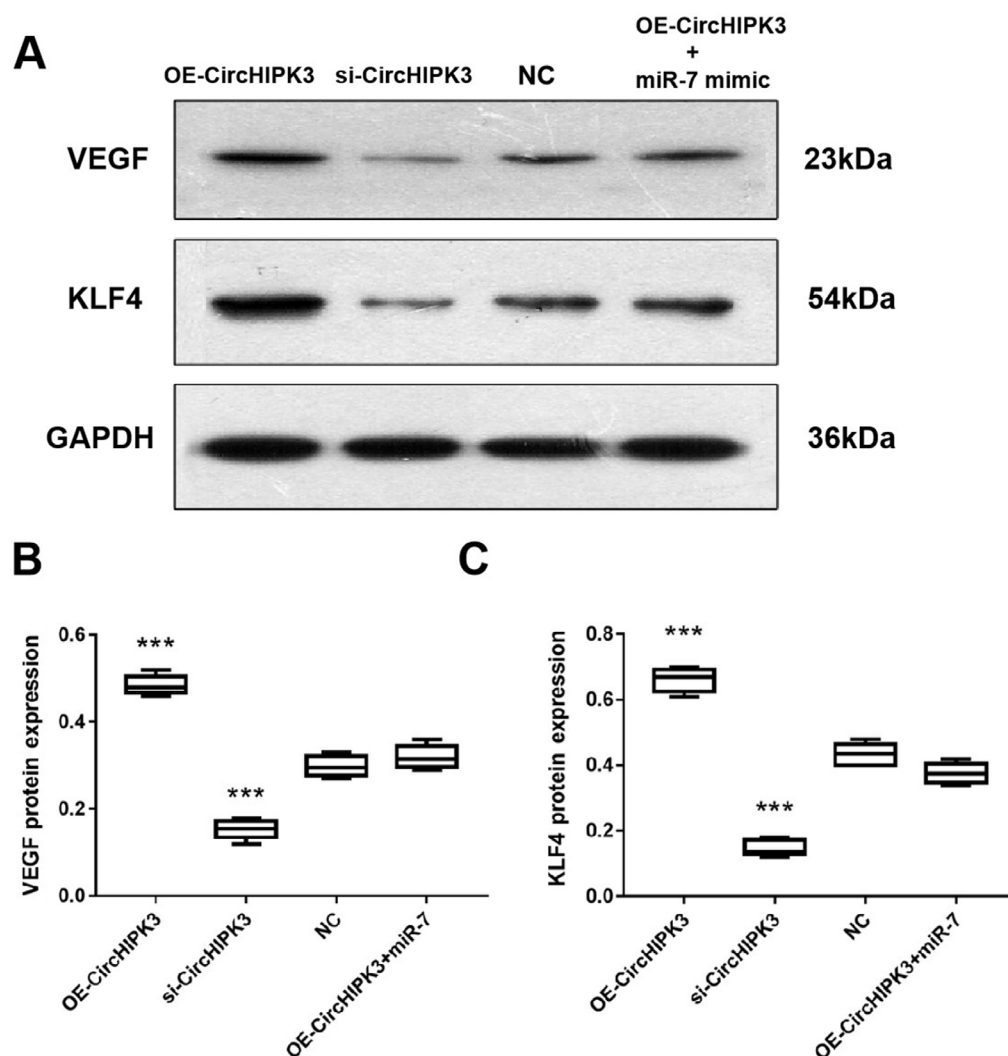 A
OE-CircHIPK3 si-CircHIPK3 NC OE-CircHIPK3
+
miR-7 mimic
VEGF 23kDa
KLF4 54kDa
GAPDH 36kDa
B
VEGF protein expression
0.6
0.4
0.2
0.0
***
***
OE-CircHIPK3
si-CircHIPK3
NC
OE-CircHIPK3+miR-7
C
KLF4 protein expression
0.8
0.6
0.4
0.2
0.0
***
***
OE-CircHIPK3
si-CircHIPK3
NC
OE-CircHIPK3+miR-7